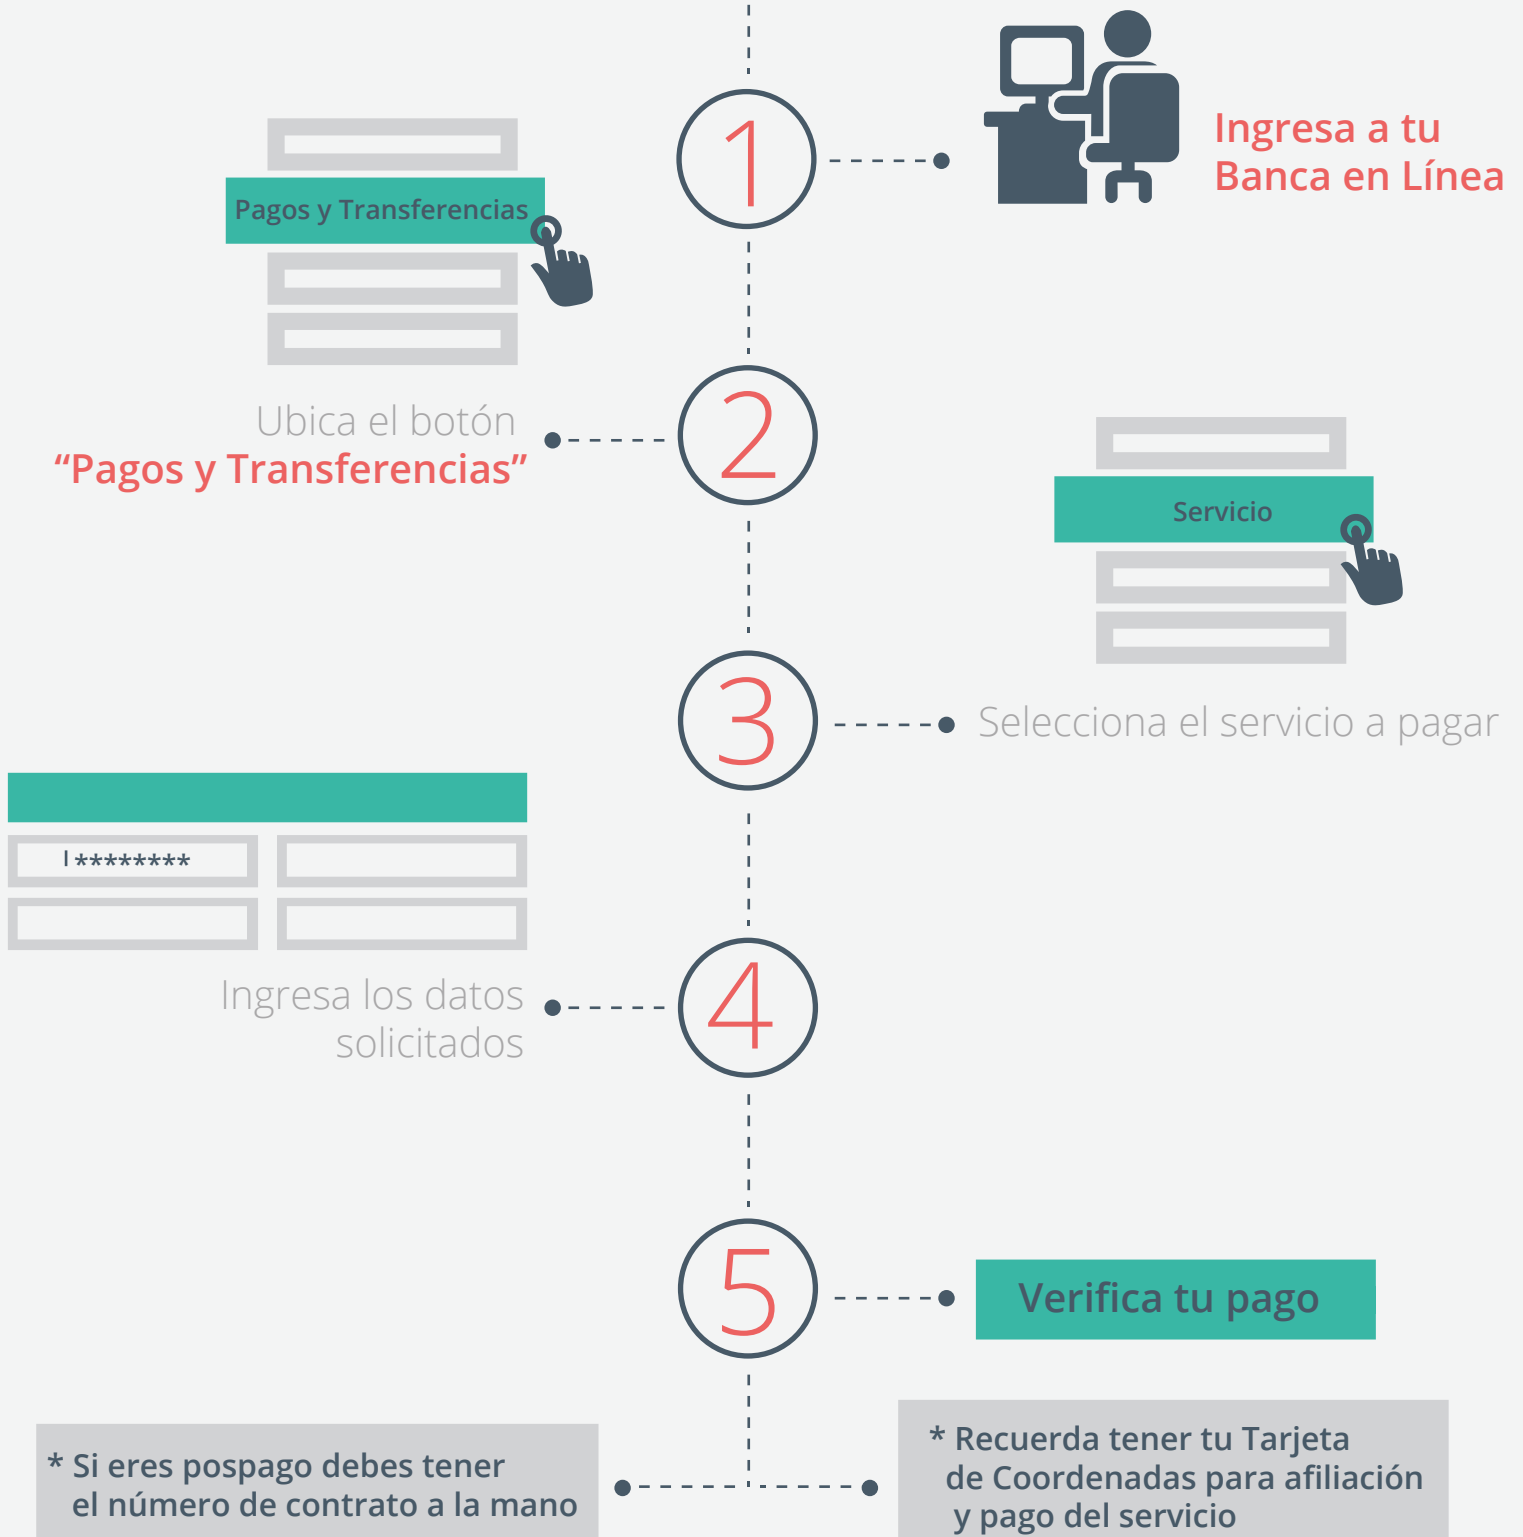 1
Ingresa a tu
Banca en Línea
Pagos y Transferencias
2
Ubica el botón
“Pagos y Transferencias”
Servicio
3
Selecciona el servicio a pagar
********
4
Ingresa los datos
solicitados
5
Verifica tu pago
* Si eres pospago debes tener
el número de contrato a la mano
* Recuerda tener tu Tarjeta
de Coordenadas para afiliación
y pago del servicio